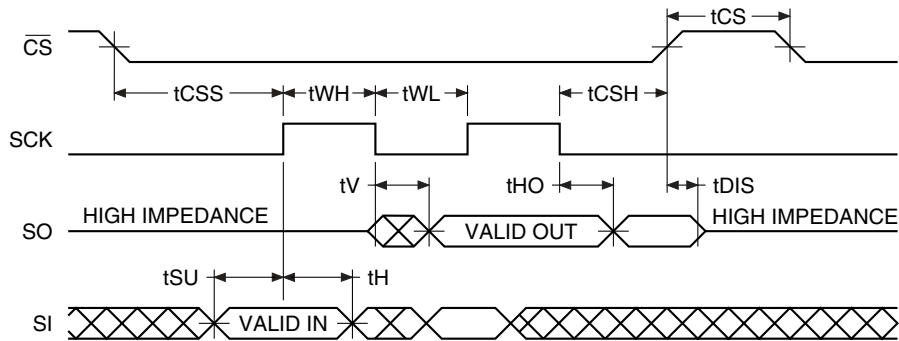 tCS
CS
tCSS
tWH
tWL
tCSH
SCK
tV
tHO
tDIS
HIGH IMPEDANCE
HIGH IMPEDANCE
SO
VALID OUT
tSU
tH
SI
VALID IN